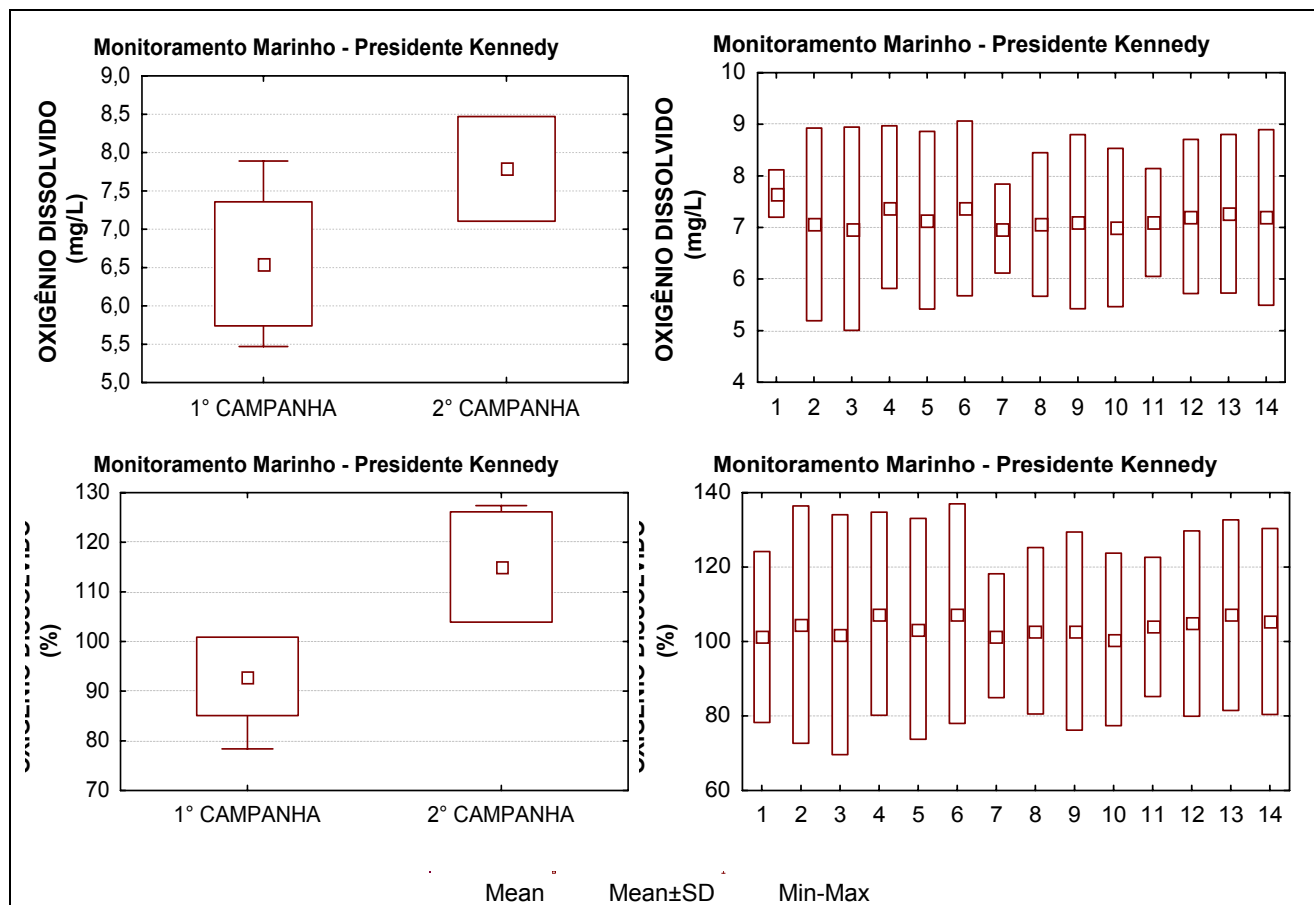 Monitoramento Marinho - Presidente Kennedy
OXIGÊNIO DISSOLVIDO
(mg/L)
9,0
8,5
8,0
7,5
7,0
6,5
6,0
5,5
5,0
1° CAMPANHA 2° CAMPANHA
Monitoramento Marinho - Presidente Kennedy
OXIGÊNIO DISSOLVIDO
(mg/L)
10
9
8
7
6
5
4
1 2 3 4 5 6 7 8 9 10 11 12 13 14
Monitoramento Marinho - Presidente Kennedy
OXIGÊNIO DISSOLVIDO
(%)
130
120
110
100
90
80
70
1° CAMPANHA 2° CAMPANHA
Monitoramento Marinho - Presidente Kennedy
OXIGÊNIO DISSOLVIDO
(%)
140
120
100
80
60
1 2 3 4 5 6 7 8 9 10 11 12 13 14
Mean Mean±SD Min-Max